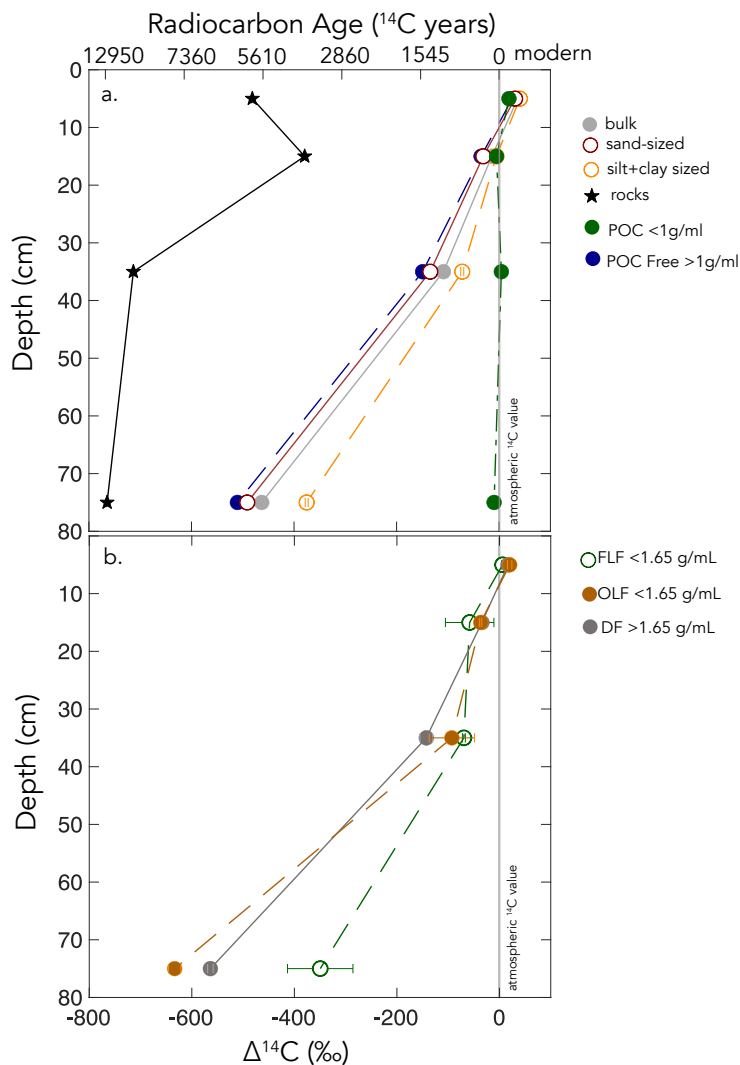 Radiocarbon Age (¹⁴C years)
12950 7360 5610 2860 1545 0 modern
0
10
20
30
40
50
60
70
80
Depth (cm)
a.
atmospheric ¹⁴C value
bulk
sand-sized
silt+clay sized
rocks
POC <1g/ml
POC Free >1g/ml
b.
10
20
30
40
50
60
70
80
Depth (cm)
atmospheric ¹⁴C value
FLF <1.65 g/mL
OLF <1.65 g/mL
DF >1.65 g/mL
-800 -600 -400 -200 0
Δ¹⁴C (‰)